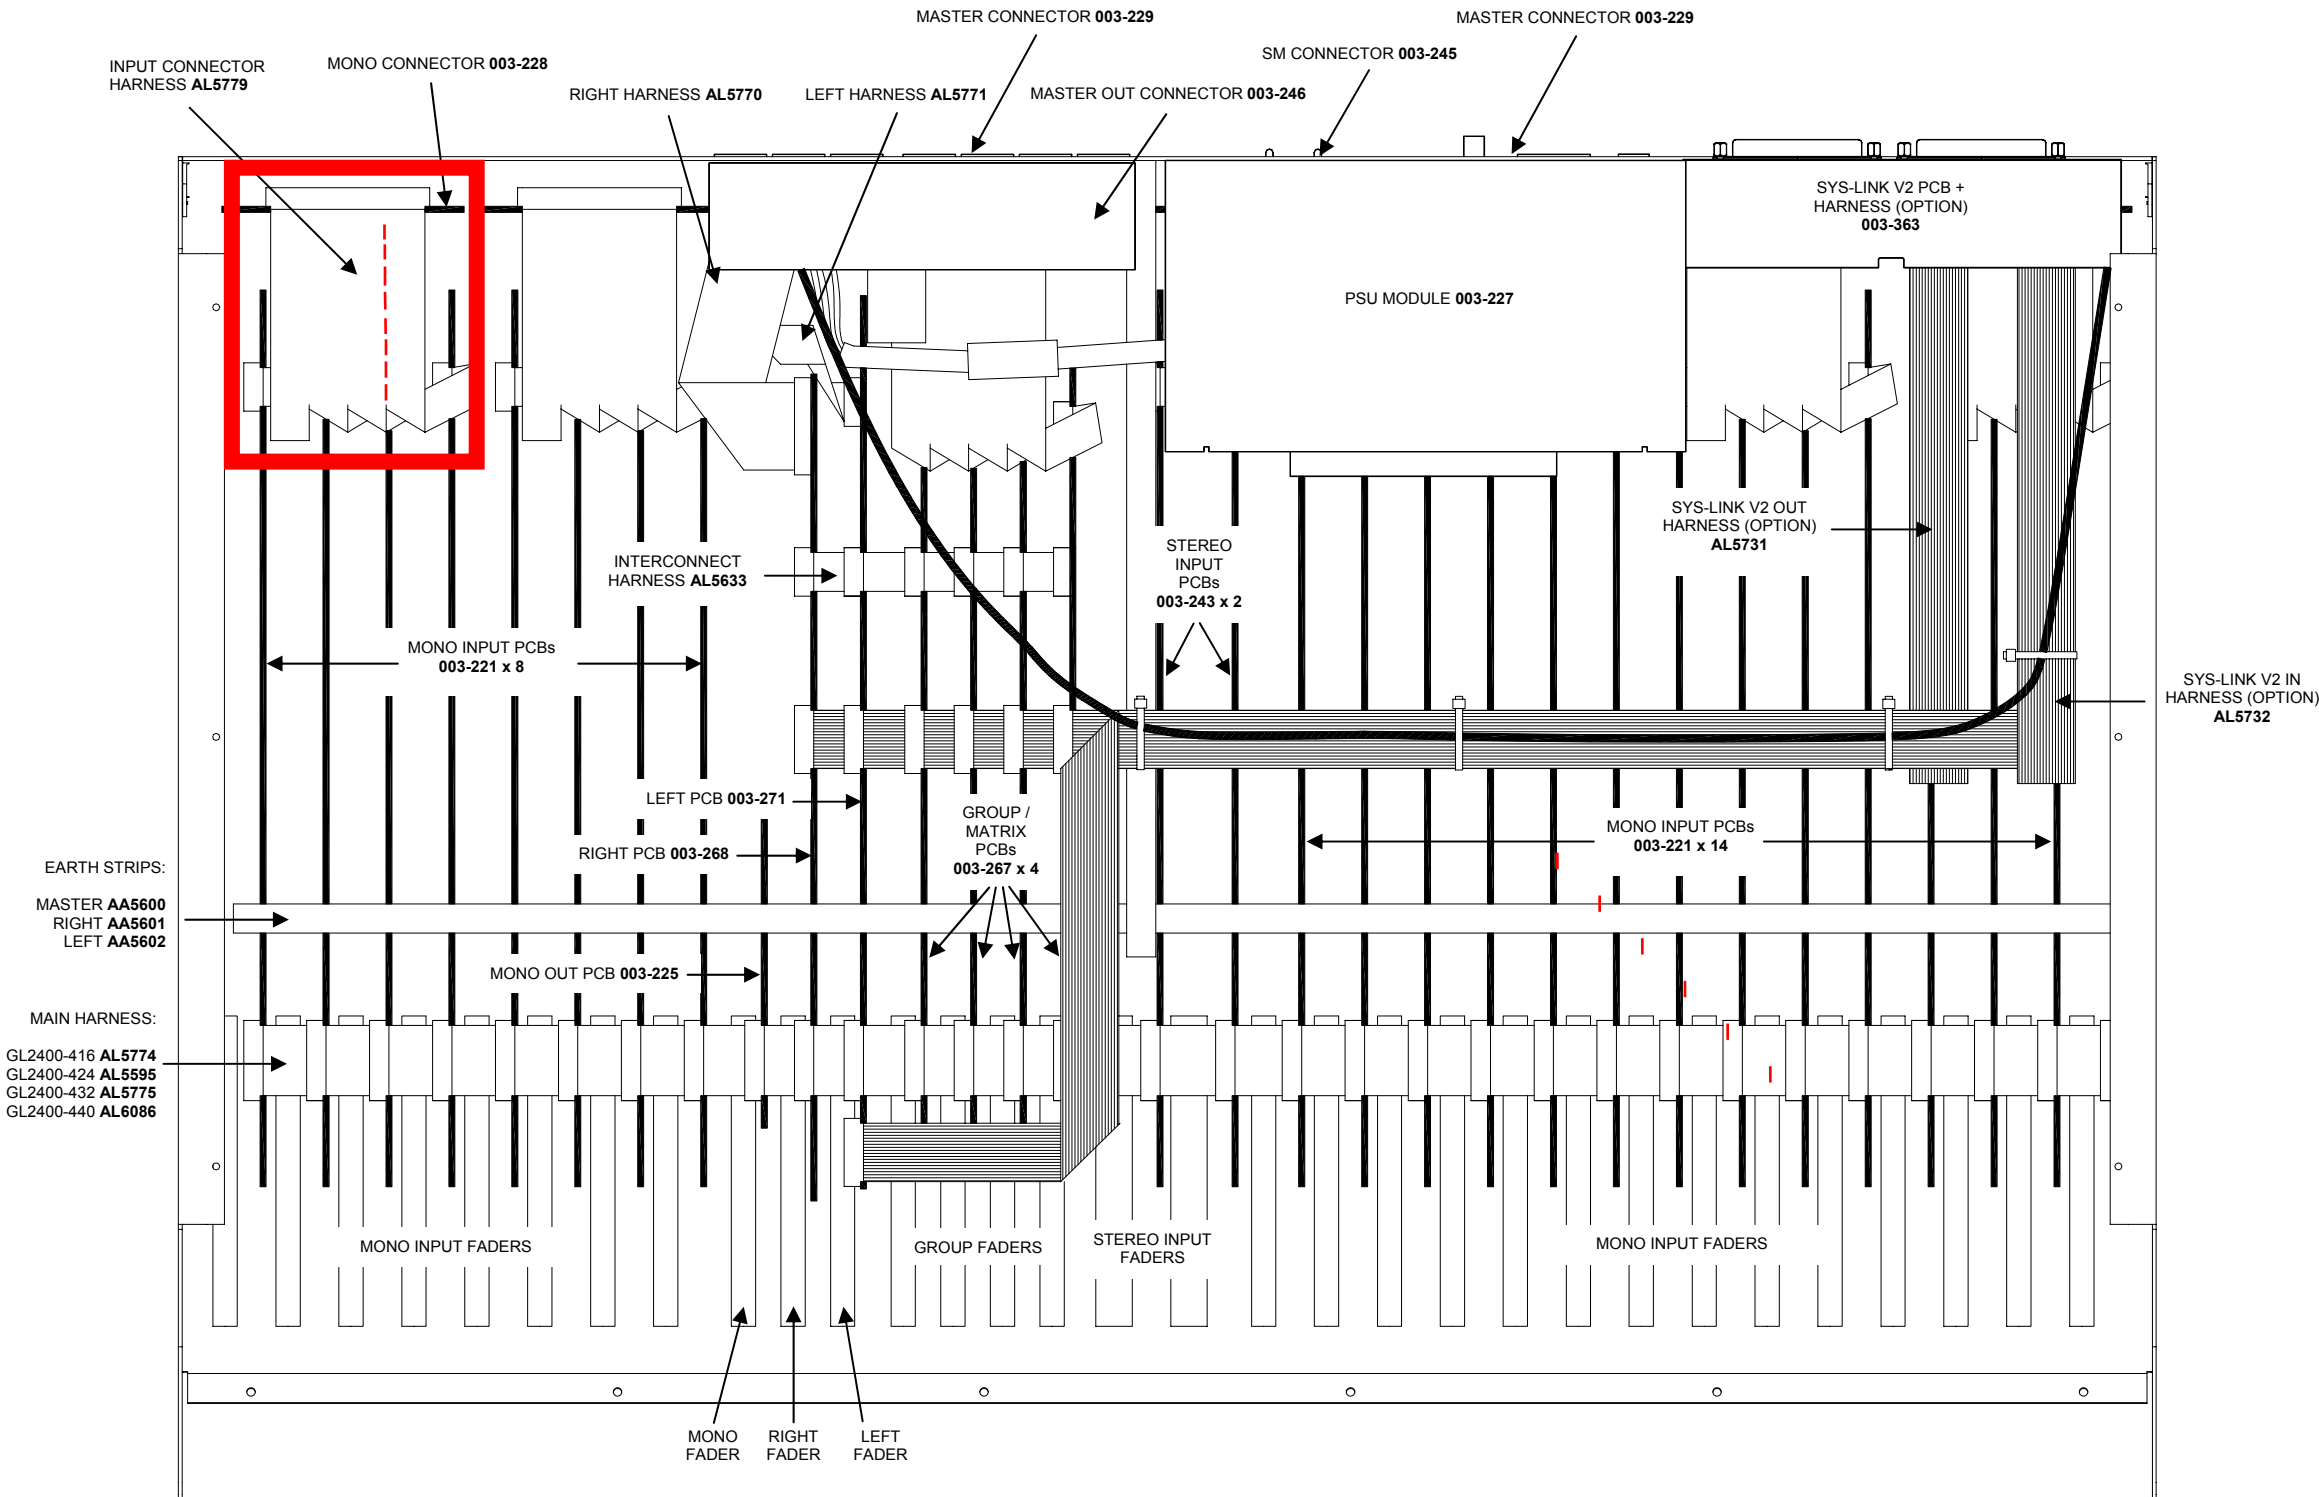 MASTER CONNECTOR 003-229
MASTER CONNECTOR 003-229
SM CONNECTOR 003-245
INPUT CONNECTOR
HARNESS AL5779
MONO CONNECTOR 003-228
RIGHT HARNESS AL5770
LEFT HARNESS AL5771
MASTER OUT CONNECTOR 003-246
SYS-LINK V2 PCB +
HARNESS (OPTION)
003-363
PSU MODULE 003-227
SYS-LINK V2 OUT
HARNESS (OPTION)
AL5731
INTERCONNECT
HARNESS AL5633
STEREO
INPUT
PCBs
003-243 x 2
MONO INPUT PCBs
003-221 x 8
SYS-LINK V2 IN
HARNESS (OPTION)
AL5732
LEFT PCB 003-271
RIGHT PCB 003-268
GROUP /
MATRIX
PCBs
003-267 x 4
MONO INPUT PCBs
003-221 x 14
EARTH STRIPS:
MASTER AA5600
RIGHT AA5601
LEFT AA5602
MONO OUT PCB 003-225
MAIN HARNESS:
GL2400-416 AL5774
GL2400-424 AL5595
GL2400-432 AL5775
GL2400-440 AL6086
MONO INPUT FADERS
GROUP FADERS
STEREO INPUT
FADERS
MONO INPUT FADERS
MONO
FADER
RIGHT
FADER
LEFT
FADER